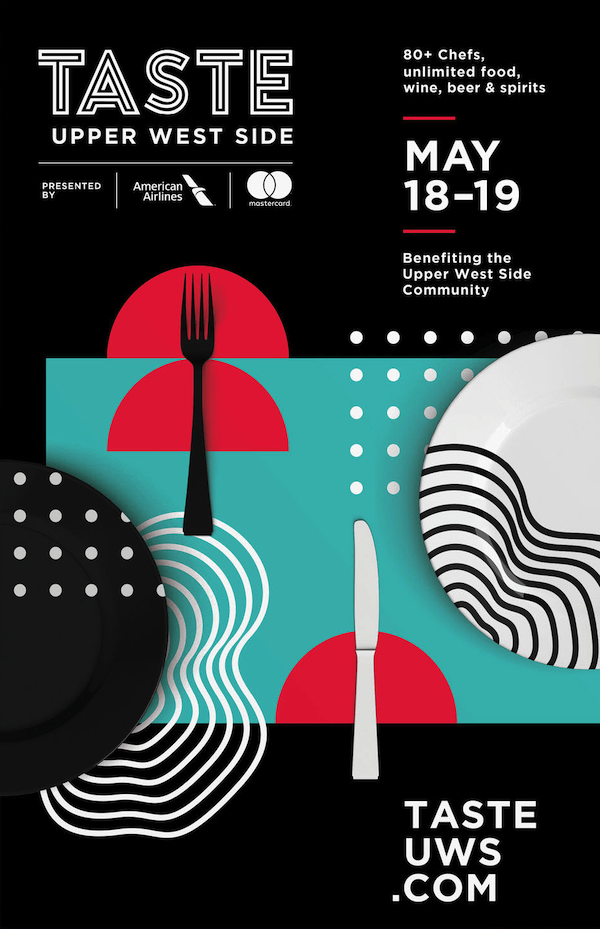 TASTE
UPPER WEST SIDE
PRESENTED
BY
American
Airlines
mastercard
80+ Chefs,
unlimited food,
wine, beer & spirits
MAY
18–19
Benefiting the
Upper West Side
Community
TASTE
UWS
.COM